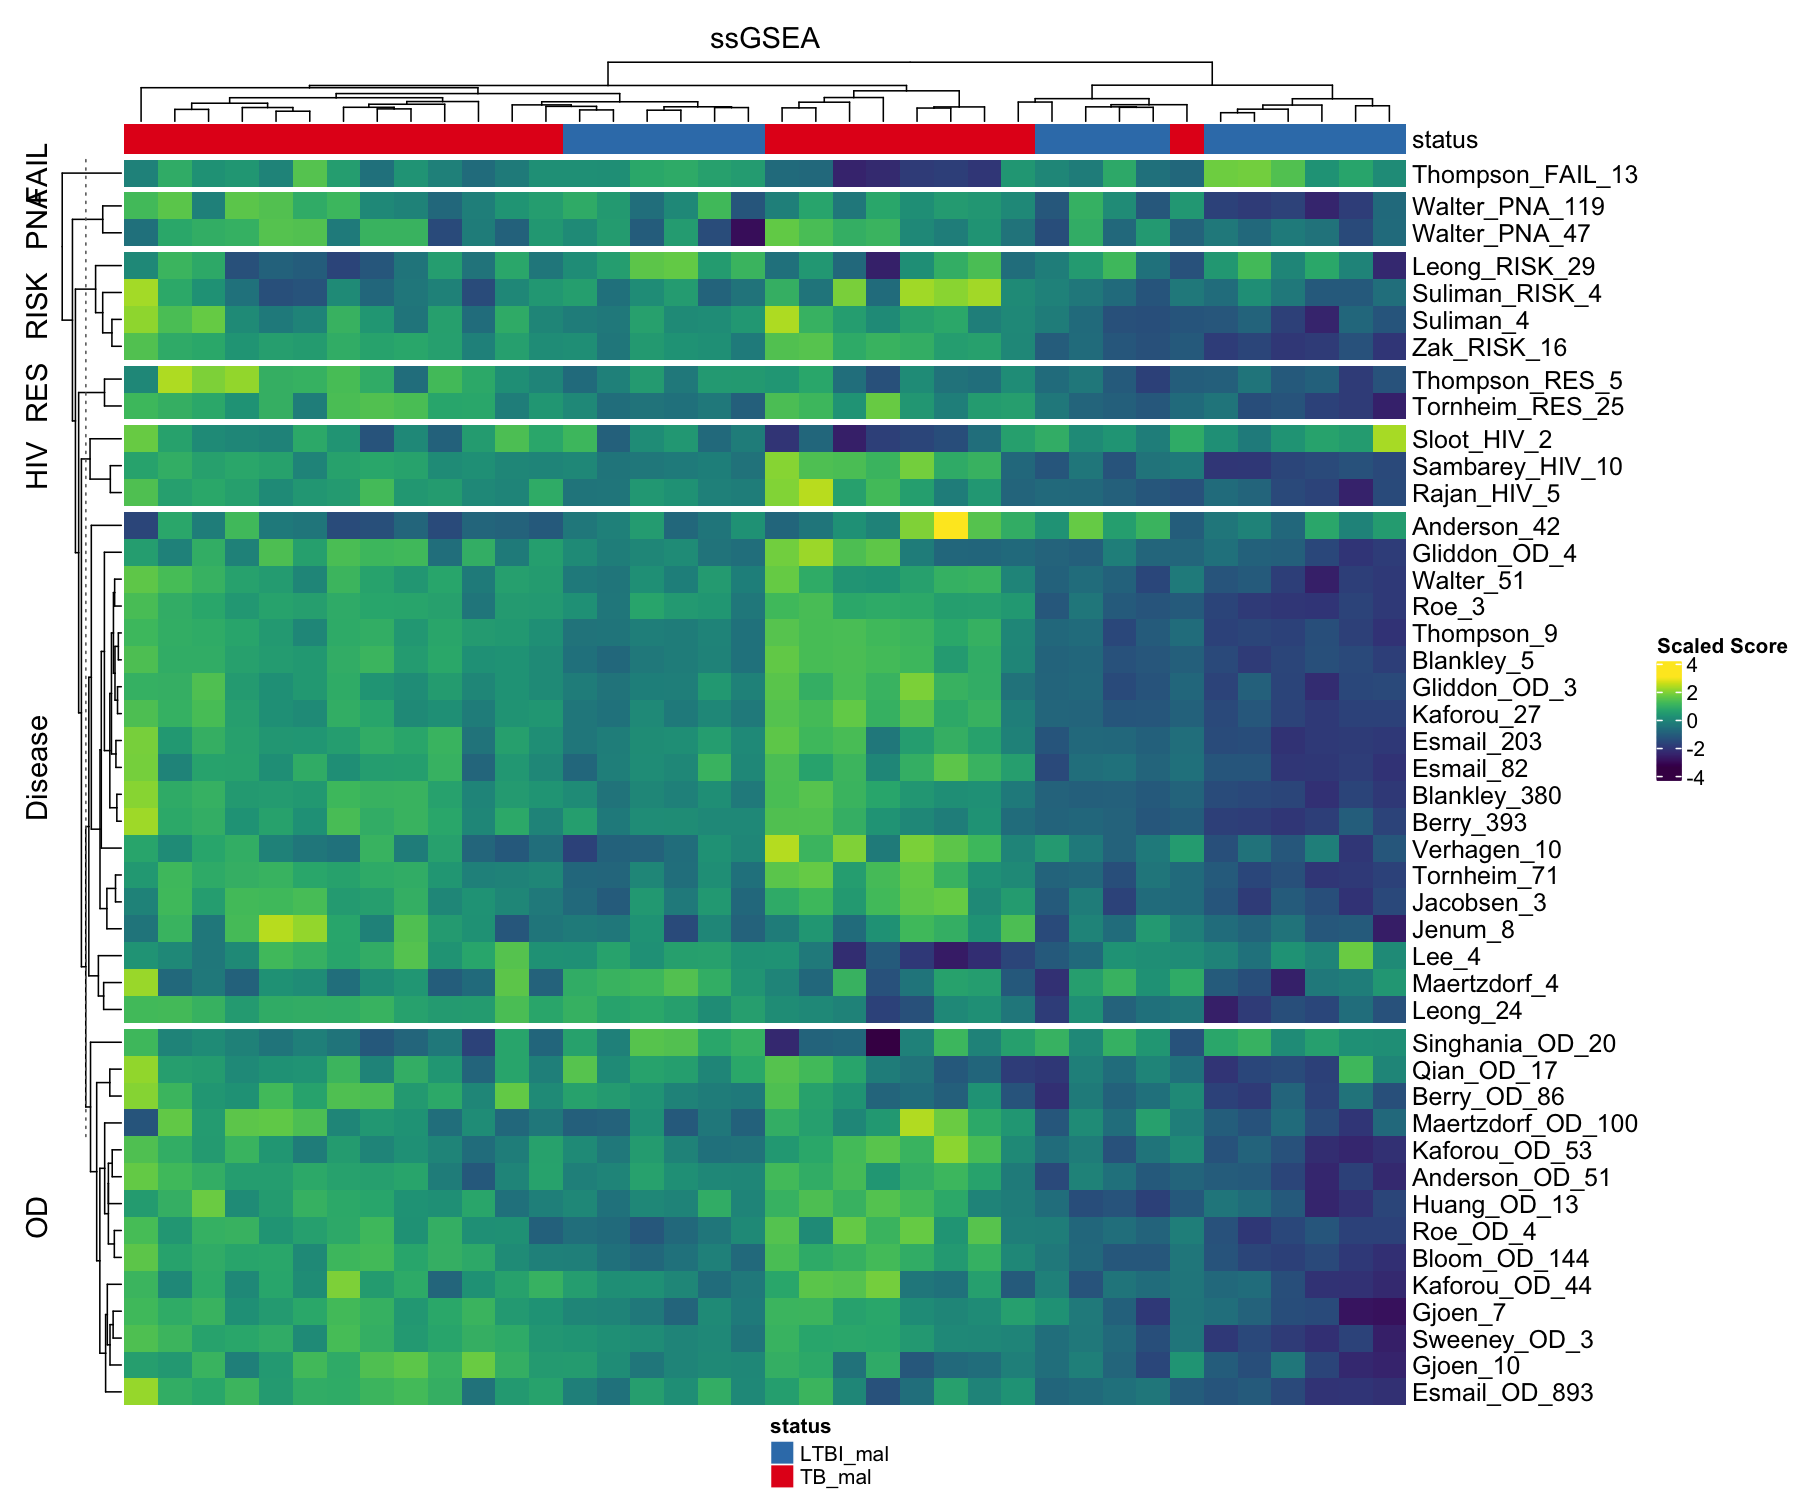 ssGSEA
status
FAIL
Thompson_FAIL_13
PNA
Walter_PNA_119
Walter_PNA_47
RISK
Leong_RISK_29
Suliman_RISK_4
Suliman_4
Zak_RISK_16
RES
Thompson_RES_5
Tornheim_RES_25
HIV
Sloot_HIV_2
Sambarey_HIV_10
Rajan_HIV_5
Disease
Anderson_42
Gliddon_OD_4
Walter_51
Roe_3
Thompson_9
Blankley_5
Gliddon_OD_3
Kaforou_27
Esmail_203
Esmail_82
Blankley_380
Berry_393
Verhagen_10
Tornheim_71
Jacobsen_3
Jenum_8
Lee_4
Maertzdorf_4
Leong_24
OD
Singhania_OD_20
Qian_OD_17
Berry_OD_86
Maertzdorf_OD_100
Kaforou_OD_53
Anderson_OD_51
Huang_OD_13
Roe_OD_4
Bloom_OD_144
Kaforou_OD_44
Gjoen_7
Sweeney_OD_3
Gjoen_10
Esmail_OD_893
Scaled Score
4
2
0
-2
-4
status
LTBI_mal
TB_mal